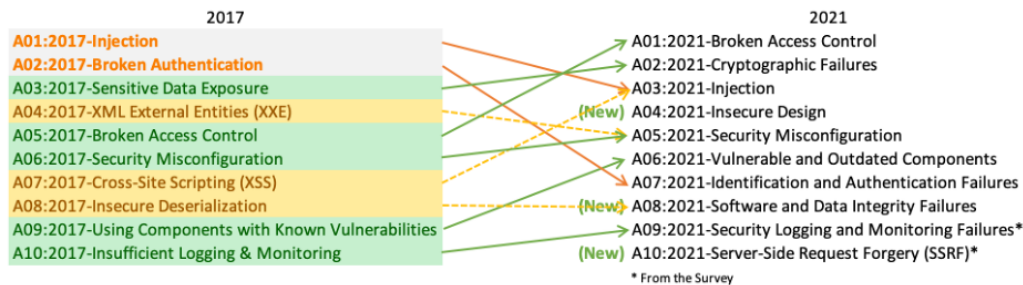 2017 2021
A01:2017-Injection A01:2021-Broken Access Control
A02:2017-Broken Authentication A02:2021-Cryptographic Failures
A03:2017-Sensitive Data Exposure A03:2021-Injection
A04:2017-XML External Entities (XXE) (New) A04:2021-Insecure Design
A05:2017-Broken Access Control A05:2021-Security Misconfiguration
A06:2017-Security Misconfiguration A06:2021-Vulnerable and Outdated Components
A07:2017-Cross-Site Scripting (XSS) A07:2021-Identification and Authentication Failures
A08:2017-Insecure Deserialization (New) A08:2021-Software and Data Integrity Failures
A09:2017-Using Components with Known Vulnerabilities A09:2021-Security Logging and Monitoring Failures*
A10:2017-Insufficient Logging & Monitoring (New) A10:2021-Server-Side Request Forgery (SSRF)*
* From the Survey